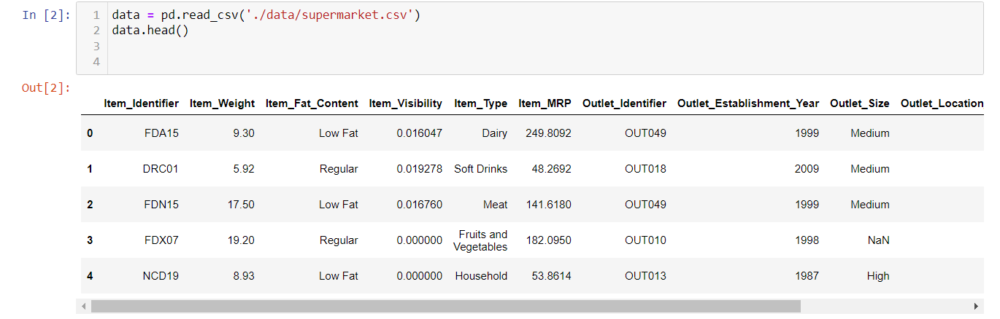 In [2]:
1 data = pd.read_csv('./data/supermarket.csv')
2 data.head()
3
4
Out[2]:
Item_Identifier Item_Weight Item_Fat_Content Item_Visibility Item_Type Item_MRP Outlet_Identifier Outlet_Establishment_Year Outlet_Size Outlet_Location
0 FDA15 9.30 Low Fat 0.016047 Dairy 249.8092 OUT049 1999 Medium
1 DRC01 5.92 Regular 0.019278 Soft Drinks 48.2692 OUT018 2009 Medium
2 FDN15 17.50 Low Fat 0.016760 Meat 141.6180 OUT049 1999 Medium
3 FDX07 19.20 Regular 0.000000 Fruits and Vegetables 182.0950 OUT010 1998 NaN
4 NCD19 8.93 Low Fat 0.000000 Household 53.8614 OUT013 1987 High